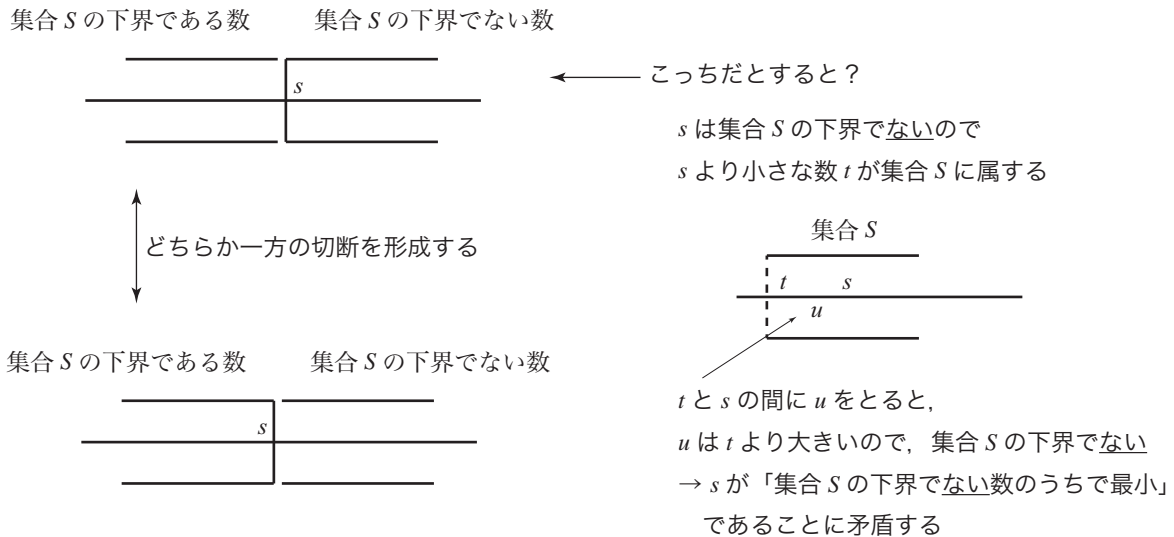 集合 S の下界である数
集合 S の下界でない数
s
こっちだとすると？
s は集合 S の下界でないので
s より小さな数 t が集合 S に属する
どちらか一方の切断を形成する
集合 S
t
s
u
集合 S の下界である数
集合 S の下界でない数
s
t と s の間に u をとると，
u は t より大きいので，集合 S の下界でない
→ s が「集合 S の下界でない数のうちで最小」
であることに矛盾する